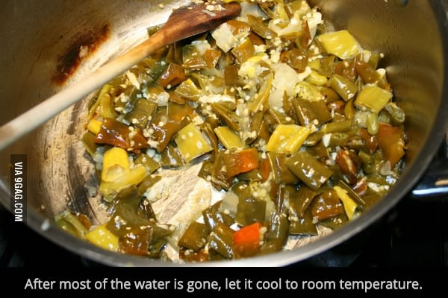 VIA 9GAG.COM
After most of the water is gone, let it cool to room temperature.